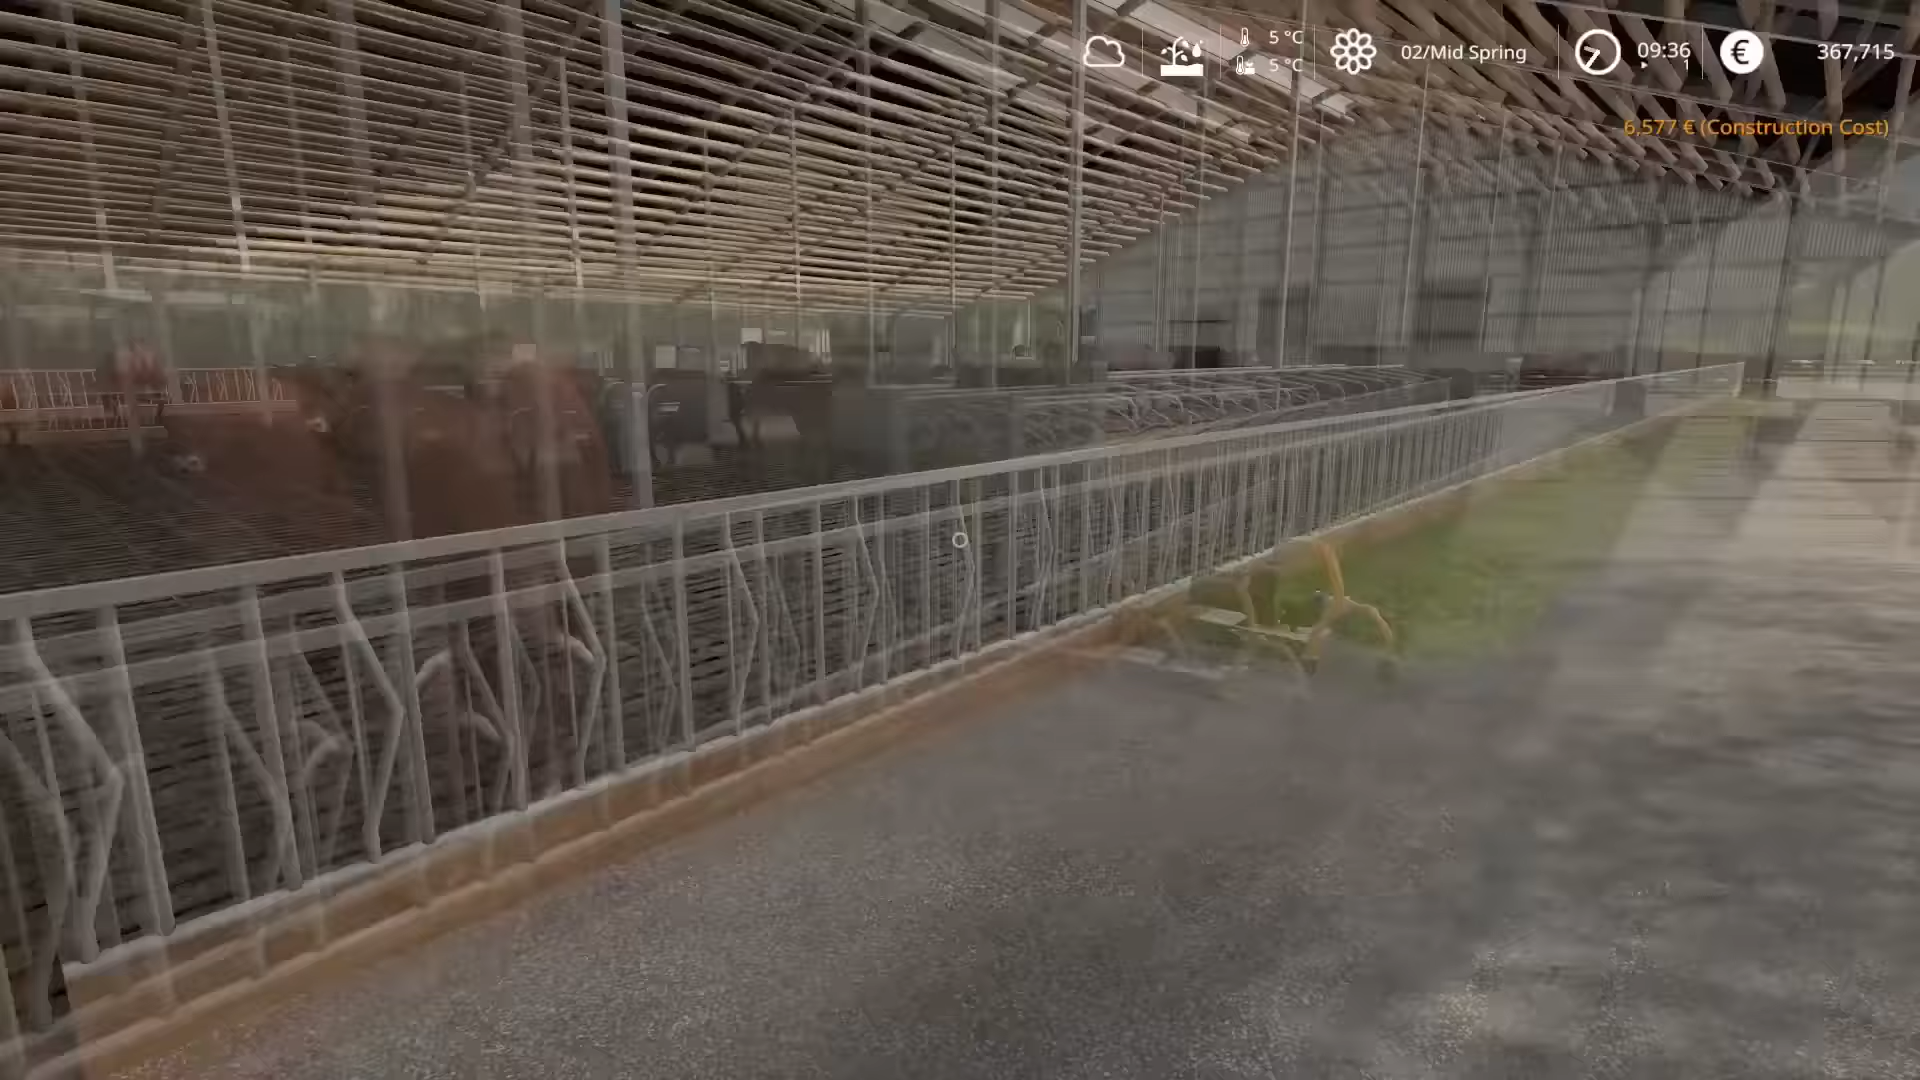 5 °C
5 °C
02/Mid Spring
09:36
1
€
367,715
6,577 € (Construction Cost)